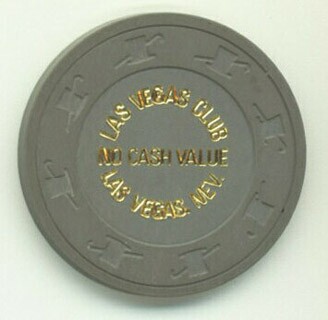 LAS VEGAS CLUB
NO CASH VALUE
LAS VEGAS, NEV.